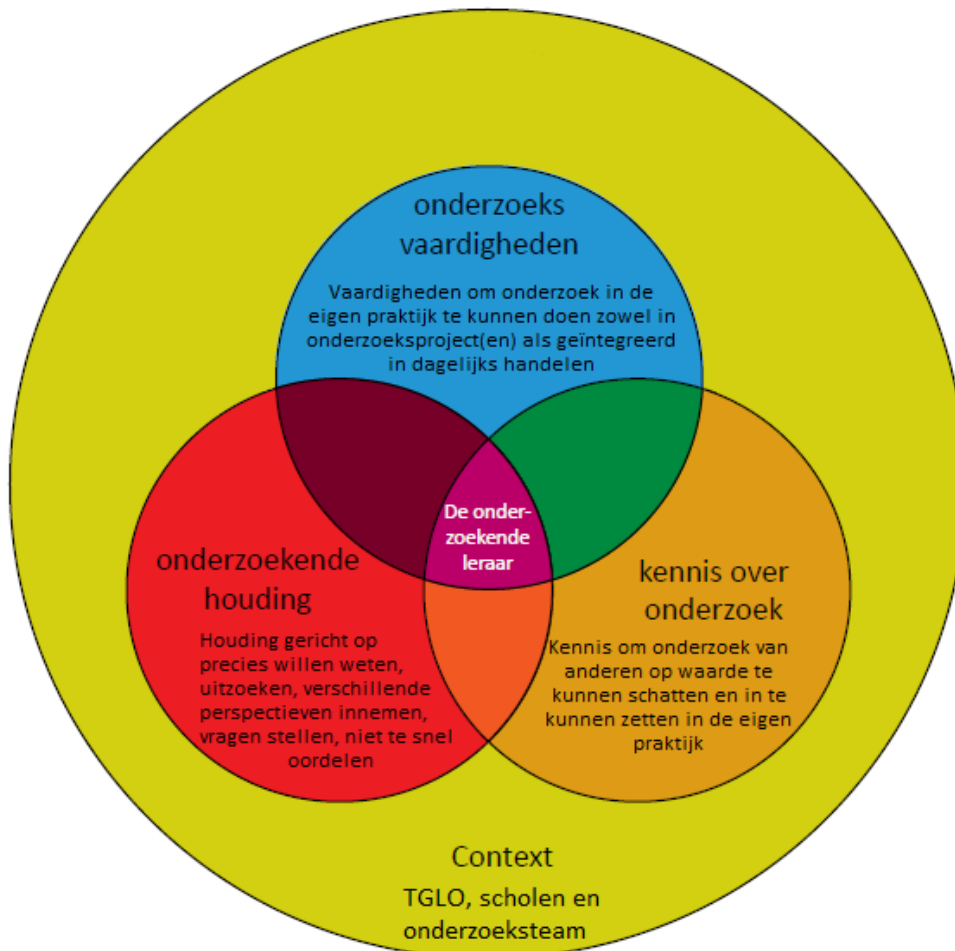 onderzoeks
vaardigheden
Vaardigheden om onderzoek in de
eigen praktijk te kunnen doen zowel in
onderzoeksproject(en) als geïntegreerd
in dagelijks handelen
De onder-
zoekende
leraar
onderzoekende
houding
Houding gericht op
precies willen weten,
uitzoeken, verschillende
perspectieven innemen,
vragen stellen, niet te snel
oordelen
kennis over
onderzoek
Kennis om onderzoek van
anderen op waarde te
kunnen schatten en in te
kunnen zetten in de eigen
praktijk
Context
TGLO, scholen en
onderzoeksteam